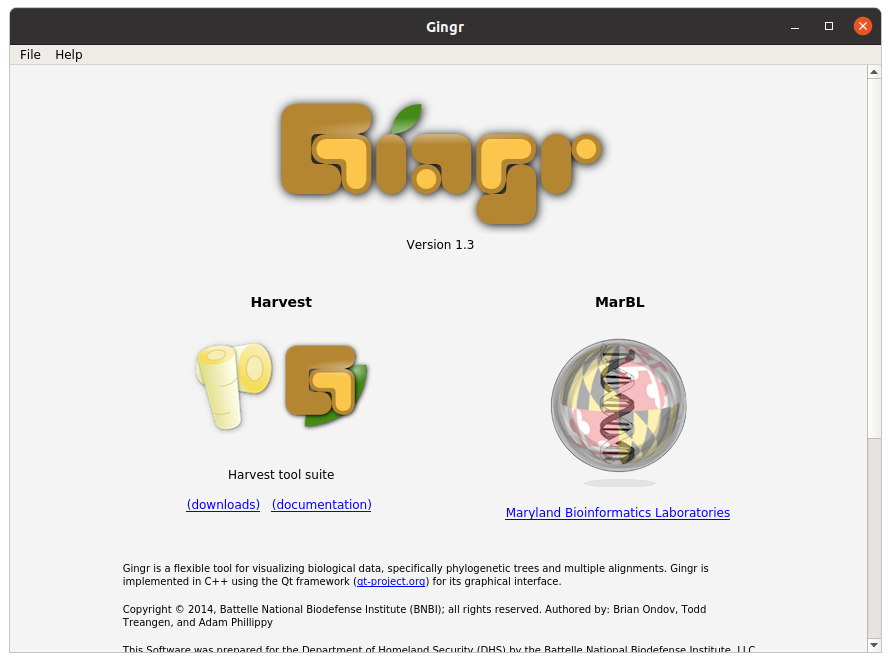 Gingr
File Help
Gingr
Version 1.3
Harvest
MarBL
Harvest tool suite
(downloads) (documentation)
Maryland Bioinformatics Laboratories
Gingr is a flexible tool for visualizing biological data, specifically phylogenetic trees and multiple alignments. Gingr is
implemented in C++ using the Qt framework (qt-project.org) for its graphical interface.
Copyright © 2014, Battelle National Biodefense Institute (BNBI); all rights reserved. Authored by: Brian Ondov, Todd
Treangen, and Adam Phillippy
This Software was prepared for the Department of Homeland Security (DHS) by the Battelle National Biodefense Institute, LLC